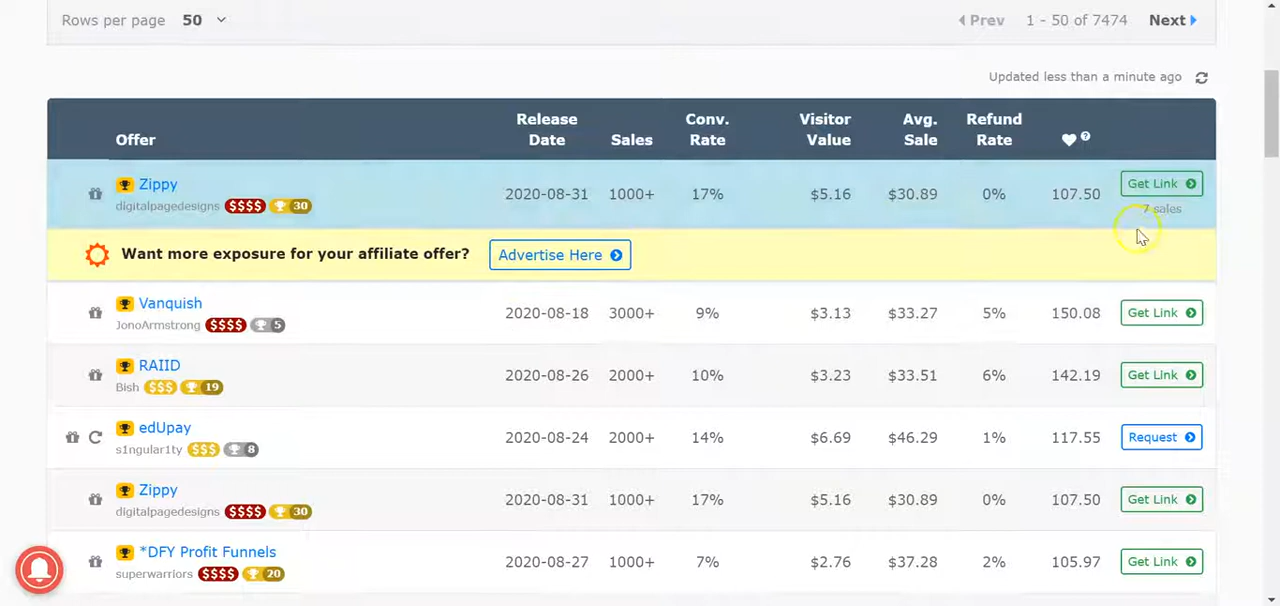 Rows per page 50 Prev 1 - 50 of 7474 Next
Updated less than a minute ago
Offer Release Date Sales Conv. Rate Visitor Value Avg. Sale Refund Rate ?
Zippy 2020-08-31 1000+ 17% $5.16 $30.89 0% 107.50 Get Link
digitalpagedesigns $$$$ 30 7 sales
Want more exposure for your affiliate offer? Advertise Here
Vanquish 2020-08-18 3000+ 9% $3.13 $33.27 5% 150.08 Get Link
JonoArmstrong $$$$ 5
RAIID 2020-08-26 2000+ 10% $3.23 $33.51 6% 142.19 Get Link
Bish $$$ 19
edUpay 2020-08-24 2000+ 14% $6.69 $46.29 1% 117.55 Request
s1ngular1ty $$$ 8
Zippy 2020-08-31 1000+ 17% $5.16 $30.89 0% 107.50 Get Link
digitalpagedesigns $$$$ 30
*DFY Profit Funnels 2020-08-27 1000+ 7% $2.76 $37.28 2% 105.97 Get Link
superwarriors $$$$ 20